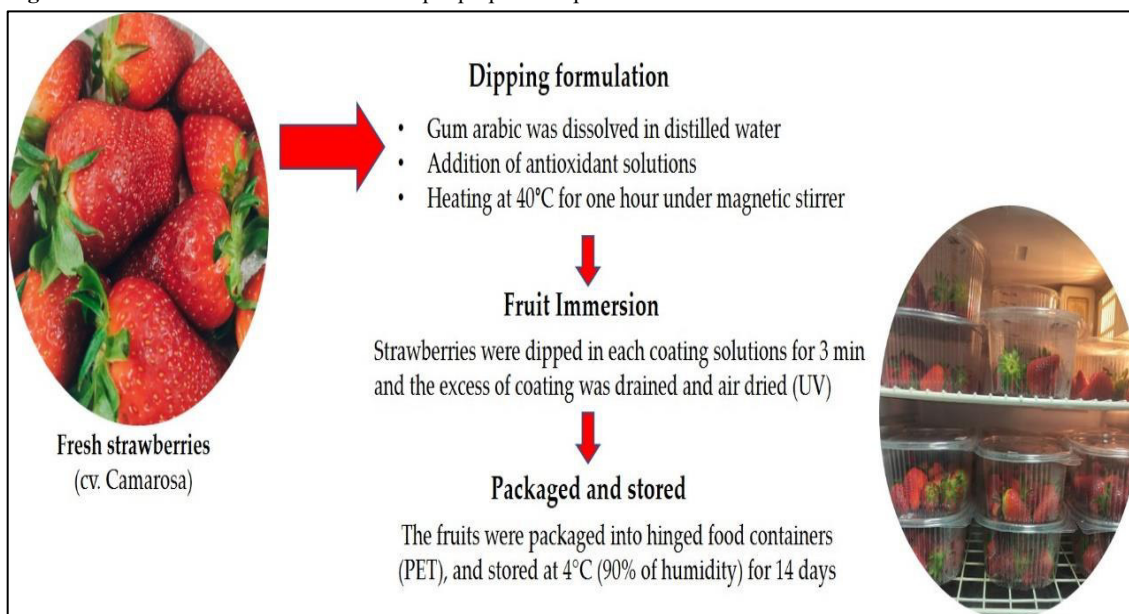 Dipping formulation
• Gum arabic was dissolved in distilled water
• Addition of antioxidant solutions
• Heating at 40°C for one hour under magnetic stirrer
Fruit Immersion
Strawberries were dipped in each coating solutions for 3 min
and the excess of coating was drained and air dried (UV)
Fresh strawberries
(cv. Camarosa)
Packaged and stored
The fruits were packaged into hinged food containers
(PET), and stored at 4°C (90% of humidity) for 14 days